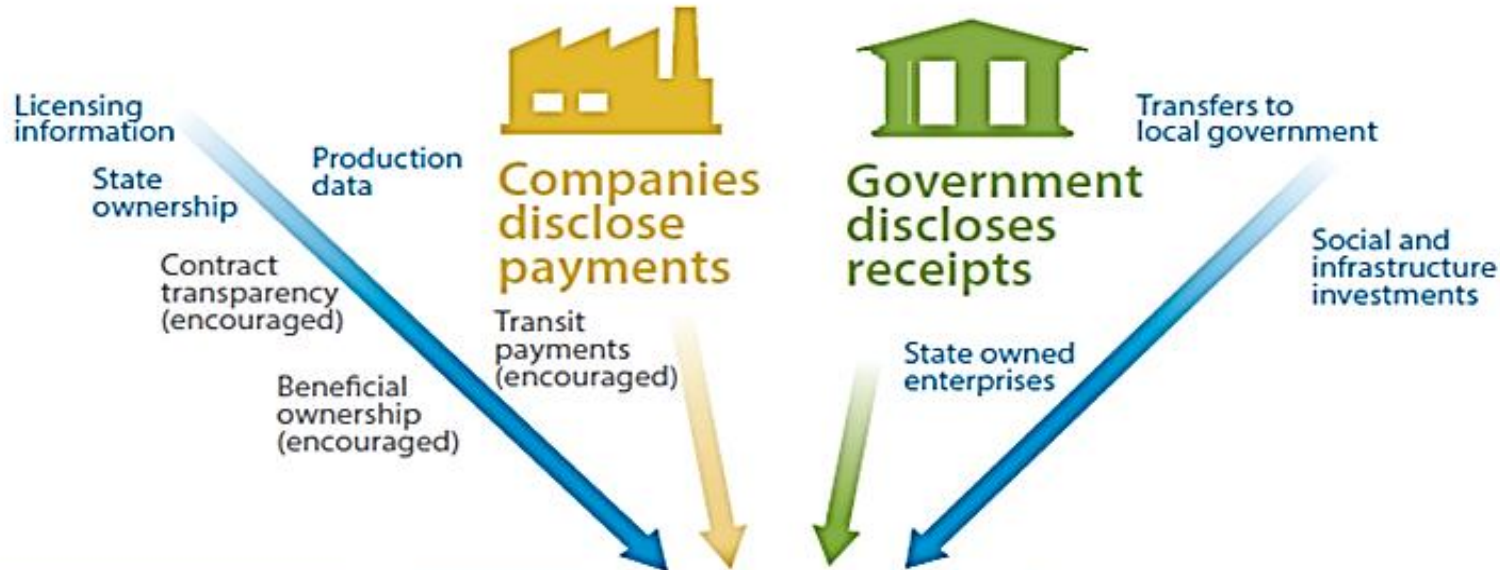 Licensing
information
State
ownership
Production
data
Contract
transparency
(encouraged)
Beneficial
ownership
(encouraged)
Companies
disclose
payments
Transit
payments
(encouraged)
Government
discloses
receipts
State owned
enterprises
Transfers to
local government
Social and
infrastructure
investments